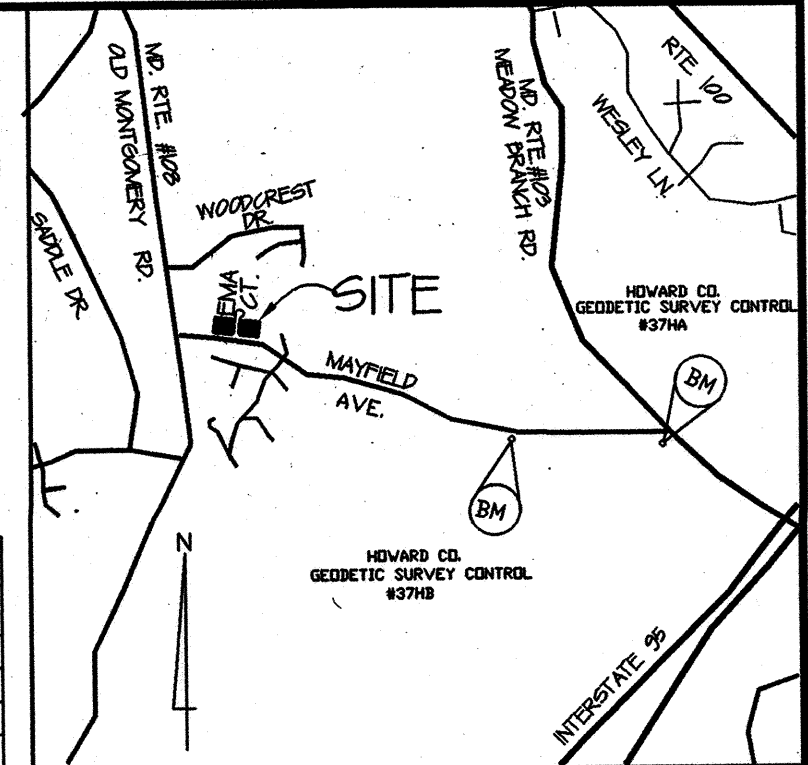 MD. RTE. #108
OLD MONTGOMERY RD.
SADDLE DR.
WOODCREST
DR.
EMA
CT.
SITE
MAYFIELD
AVE.
MD. RTE. #103
MEADOW BRANCH RD.
RTE 100
WESLEY LN.
HOWARD CO.
GEODETIC SURVEY CONTROL
#37HA
BM
BM
HOWARD CO.
GEODETIC SURVEY CONTROL
#37HB
N
INTERSTATE 95